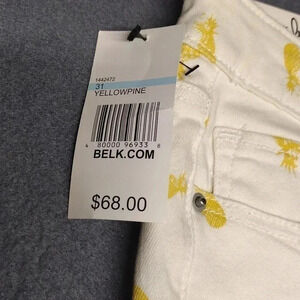 1442472
31
YELLOWPINE
4 80000 96933 8
BELK.COM
$68.00